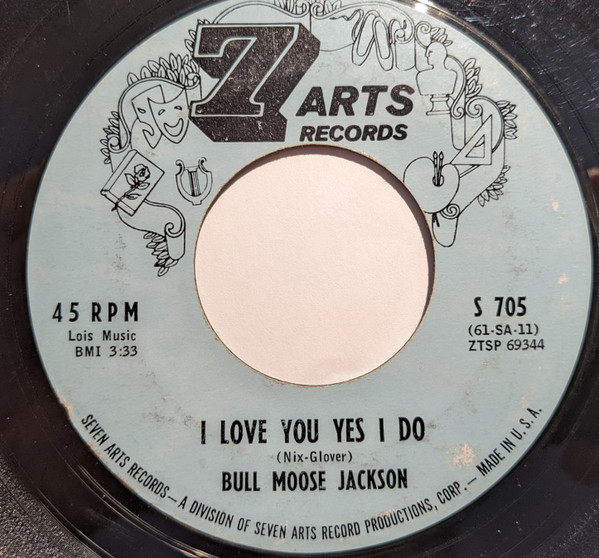 7 ARTS
RECORDS
45 RPM
Lois Music
BMI 3:33
S 705
(61-SA-11)
ZTSP 69344
I LOVE YOU YES I DO
(Nix-Glover)
BULL MOOSE JACKSON
SEVEN ARTS RECORDS—A DIVISION OF SEVEN ARTS RECORD PRODUCTIONS, CORP.—MADE IN U.S.A.